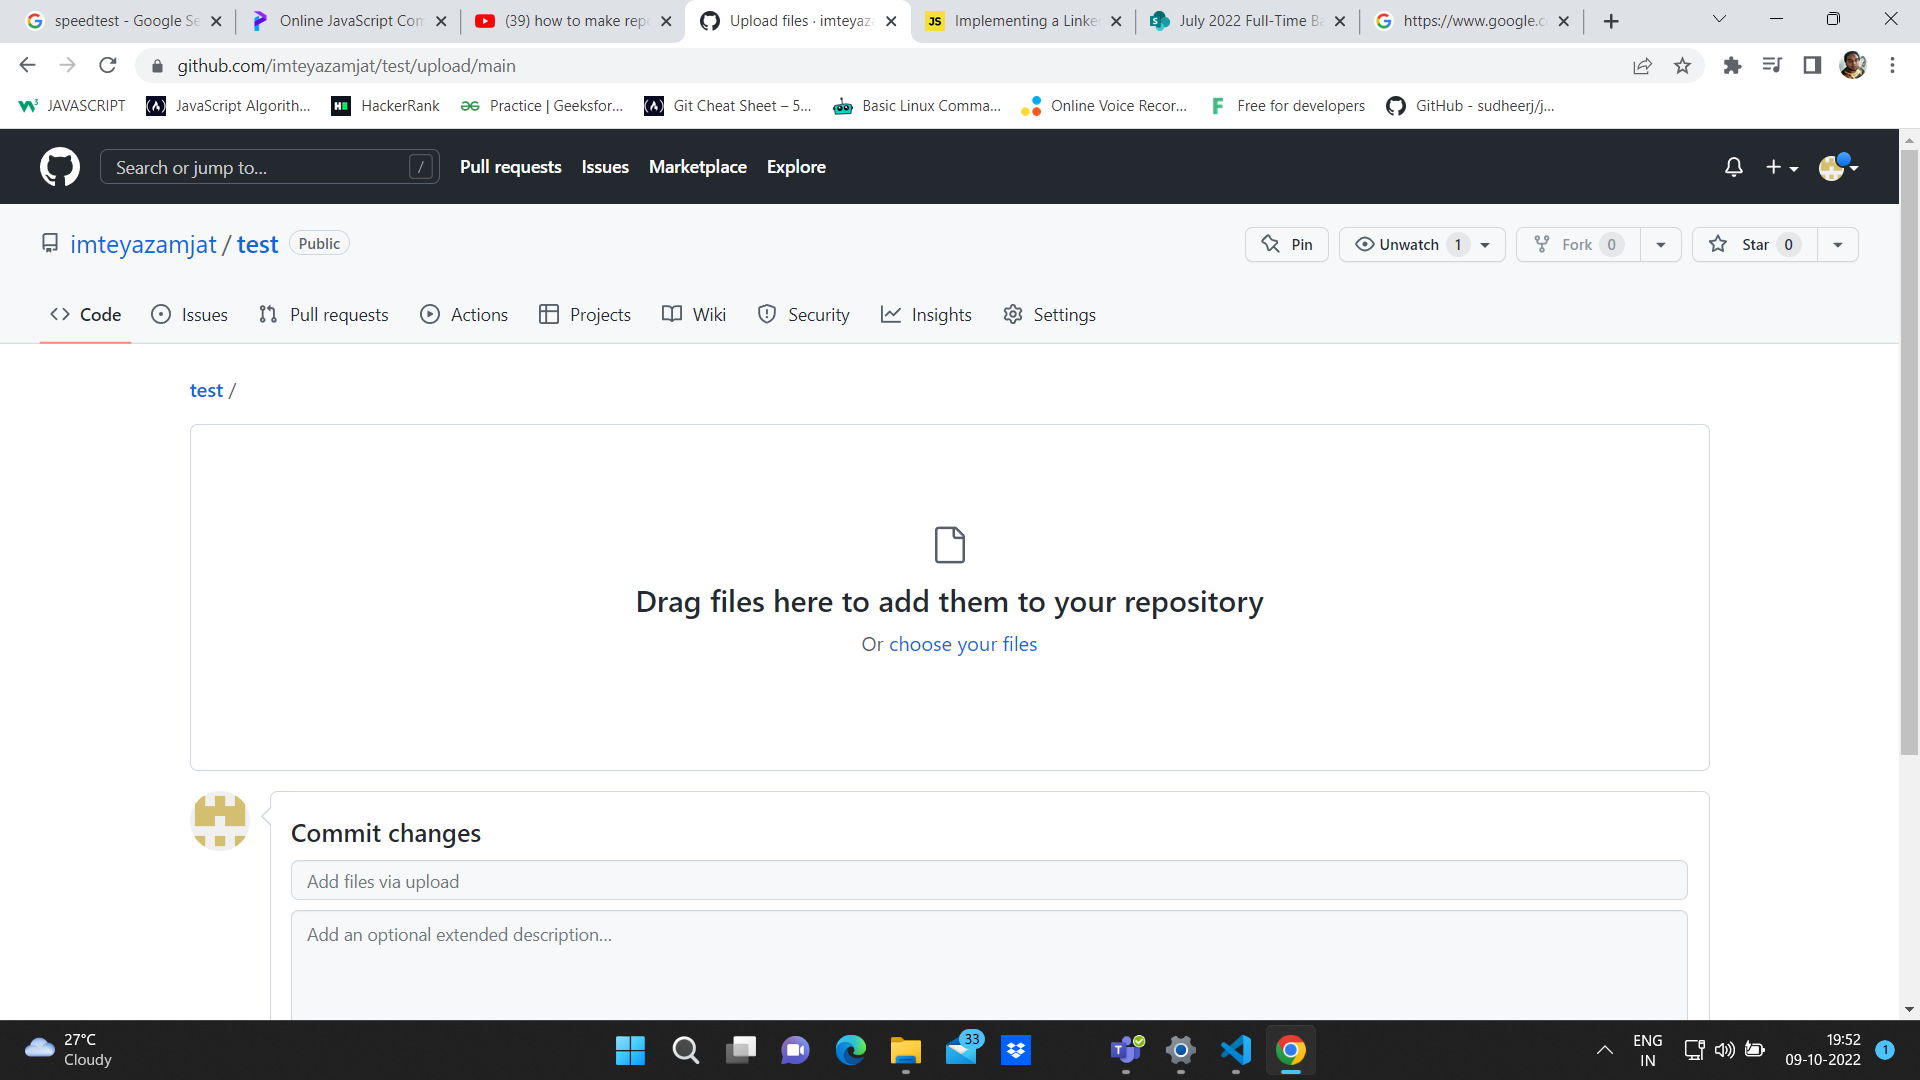 speedtest - Google Se
Online JavaScript Com
(39) how to make repo
Upload files · imteyaza
JS
Implementing a Linke
S
July 2022 Full-Time Ba
https://www.google.c
github.com/imteyazamjat/test/upload/main
JAVASCRIPT
JavaScript Algorith...
HackerRank
Practice | Geeksfor...
Git Cheat Sheet – 5...
Basic Linux Comma...
Online Voice Recor...
F
Free for developers
GitHub - sudheerj/j...
Search or jump to...
/
Pull requests
Issues
Marketplace
Explore
imteyazamjat / test
Public
Pin
Unwatch 1
Fork 0
Star 0
Code
Issues
Pull requests
Actions
Projects
Wiki
Security
Insights
Settings
test /
Drag files here to add them to your repository
Or choose your files
Commit changes
Add files via upload
Add an optional extended description...
27°C
Cloudy
33
ENG
IN
19:52
09-10-2022
1